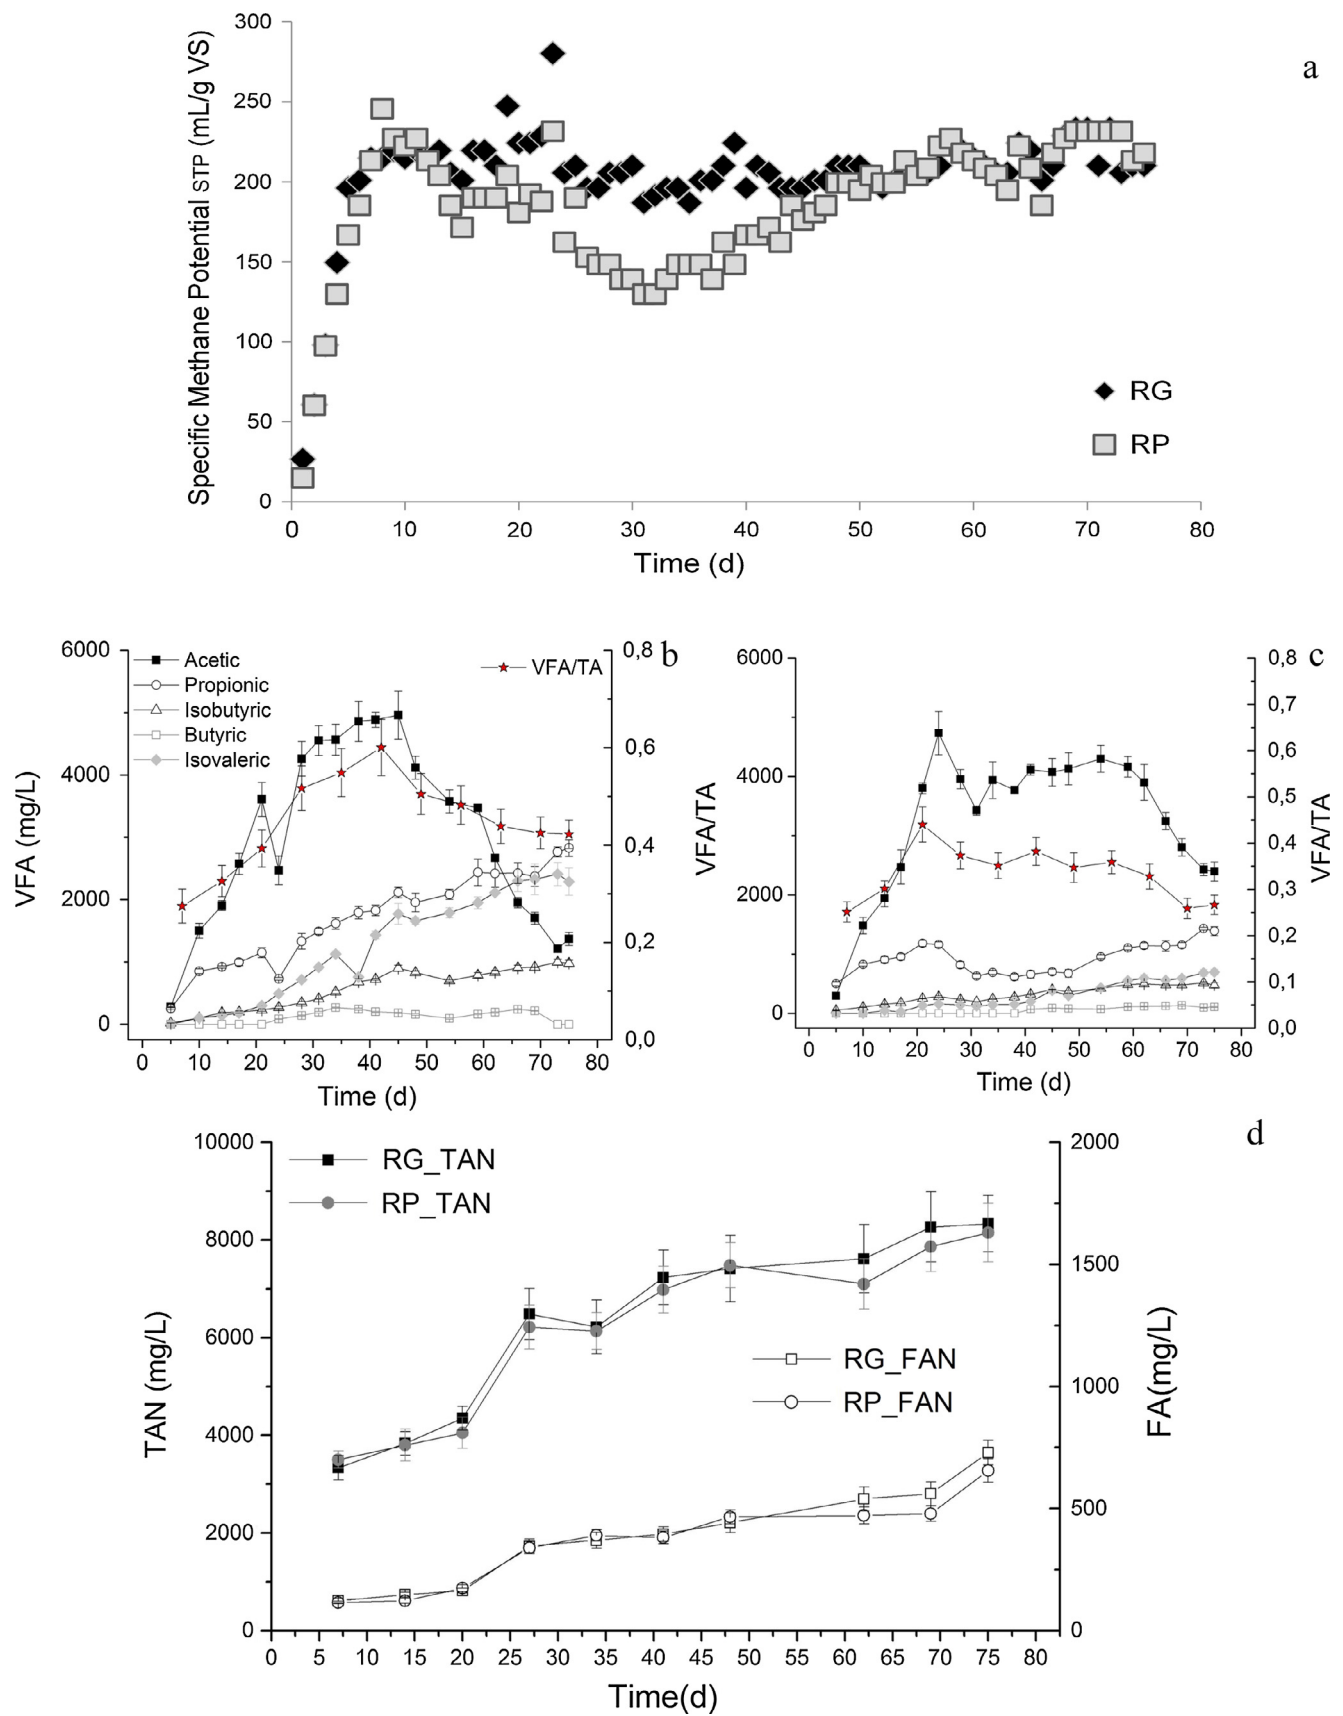 a
Specific Methane Potential STP (mL/g VS)
300
250
200
150
100
50
0
RG
RP
0 10 20 30 40 50 60 70 80
Time (d)
b
VFA (mg/L)
6000
4000
2000
0
Acetic
Propionic
Isobutyric
Butyric
Isovaleric
VFA/TA
0,8
0,6
0,4
0,2
0,0
0 10 20 30 40 50 60 70 80
Time (d)
c
VFA/TA
6000
4000
2000
0
0,8
0,7
0,6
0,5
0,4
0,3
0,2
0,1
0,0
VFA/TA
0 10 20 30 40 50 60 70 80
Time (d)
d
TAN (mg/L)
10000
8000
6000
4000
2000
0
RG_TAN
RP_TAN
RG_FAN
RP_FAN
2000
1500
1000
500
0
FA(mg/L)
0 5 10 15 20 25 30 35 40 45 50 55 60 65 70 75 80
Time(d)